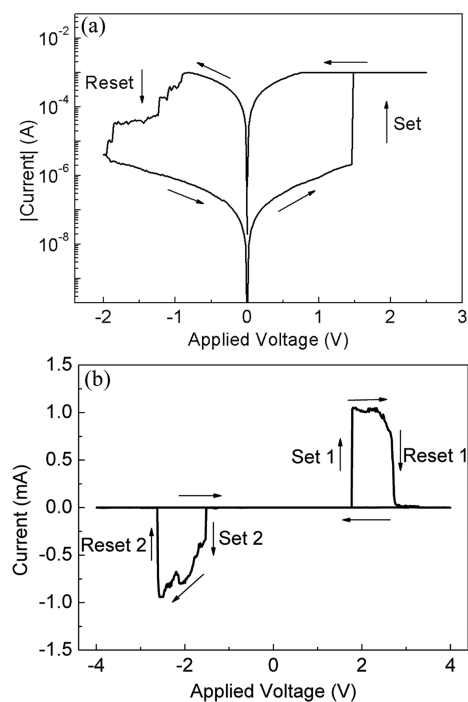 (a)
10⁻²
10⁻⁴
10⁻⁶
10⁻⁸
|Current| (A)
Reset
Set
-2 -1 0 1 2 3
Applied Voltage (V)
(b)
1.5
1.0
0.5
0.0
-0.5
-1.0
-1.5
Current (mA)
Set 1
Reset 1
Reset 2
Set 2
-4 -2 0 2 4
Applied Voltage (V)